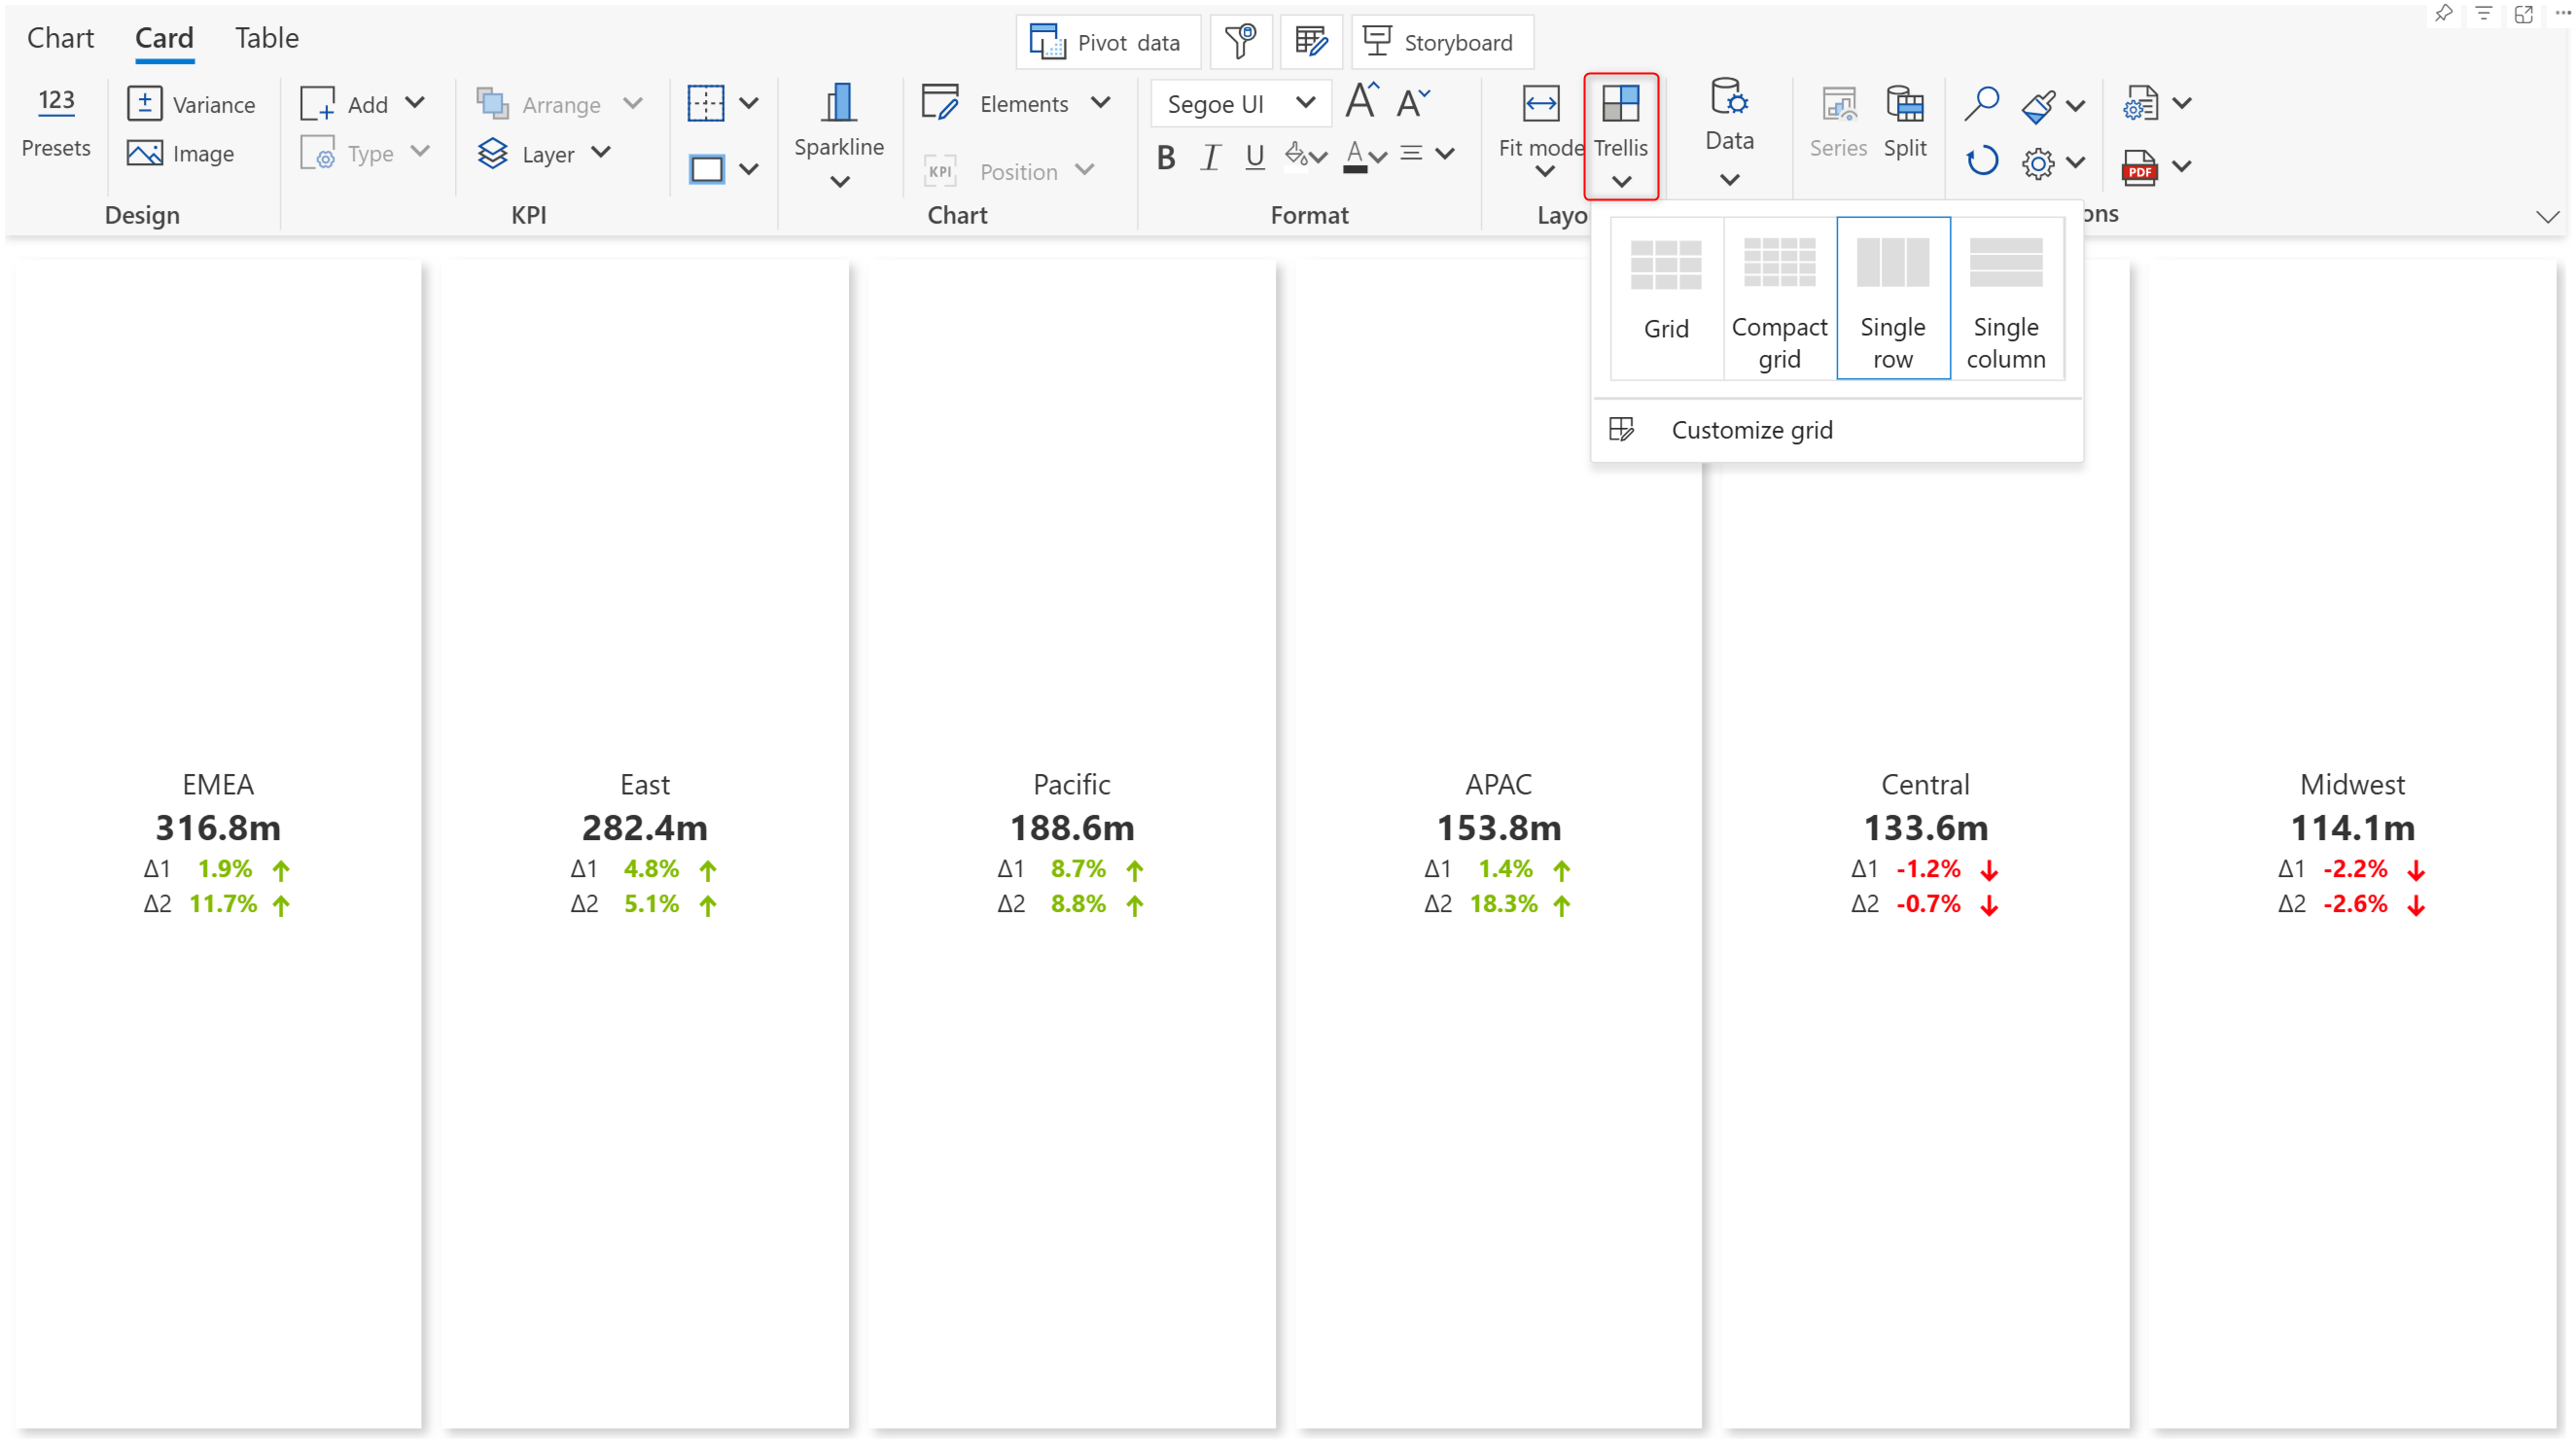 Chart Card Table
Pivot data Storyboard
123
Presets
Variance
Image
Design
Add
Type
Arrange
Layer
KPI
Sparkline
Elements
KPI Position
Chart
Segoe UI A A
B I U A
Format
Fit mode
Trellis
Layo
Data
Series Split
PDF
ons
Grid
Compact
grid
Single
row
Single
column
Customize grid
EMEA
316.8m
Δ1 1.9%
Δ2 11.7%
East
282.4m
Δ1 4.8%
Δ2 5.1%
Pacific
188.6m
Δ1 8.7%
Δ2 8.8%
APAC
153.8m
Δ1 1.4%
Δ2 18.3%
Central
133.6m
Δ1 -1.2%
Δ2 -0.7%
Midwest
114.1m
Δ1 -2.2%
Δ2 -2.6%